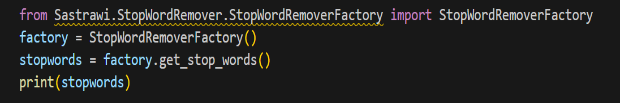 from Sastrawi.StopWordRemover.StopWordRemoverFactory import StopWordRemoverFactory
factory = StopWordRemoverFactory()
stopwords = factory.get_stop_words()
print(stopwords)